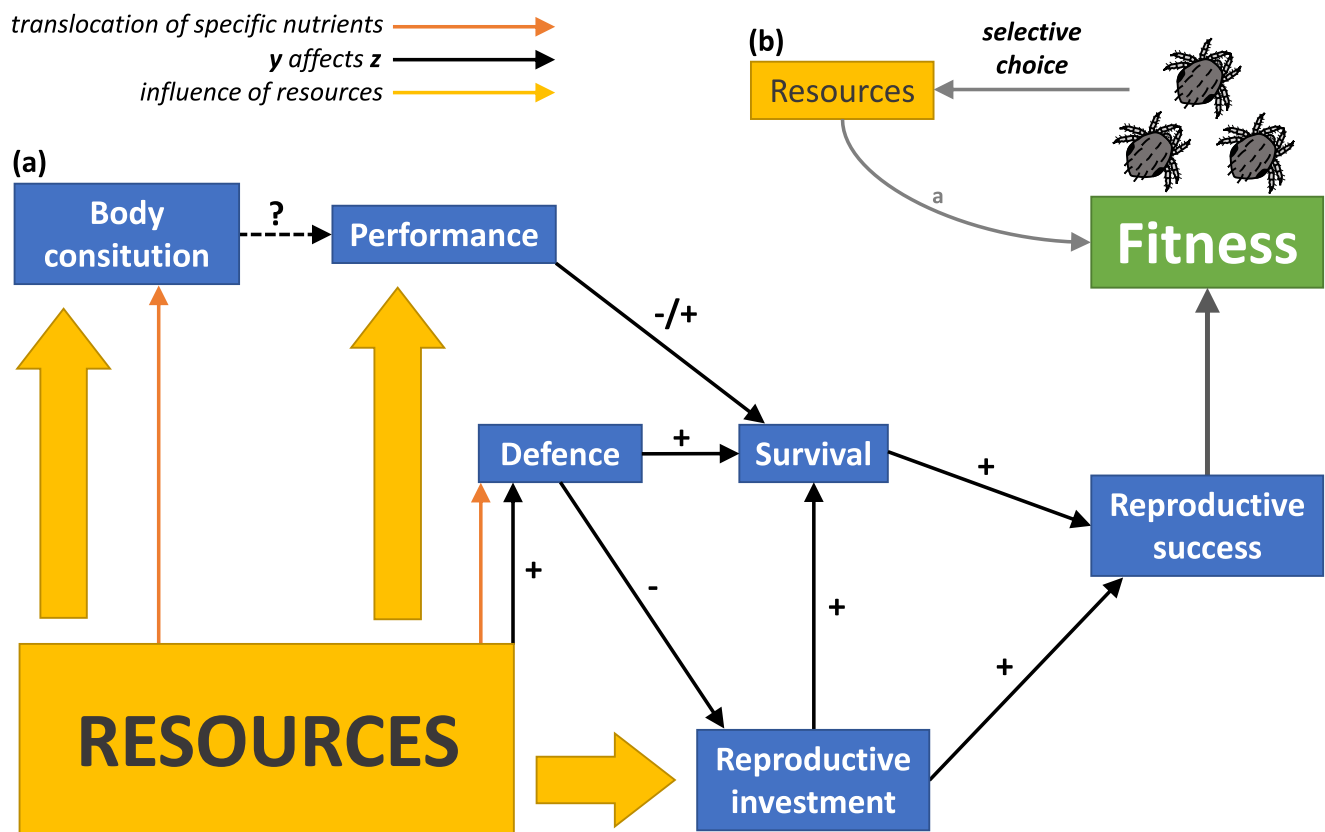 translocation of specific nutrients
y affects z
influence of resources
(b)
selective
choice
Resources
a
Fitness
(a)
Body
consitution
?
Performance
-/+
Defence
+
Survival
+
Reproductive
success
+
-
+
+
RESOURCES
Reproductive
investment